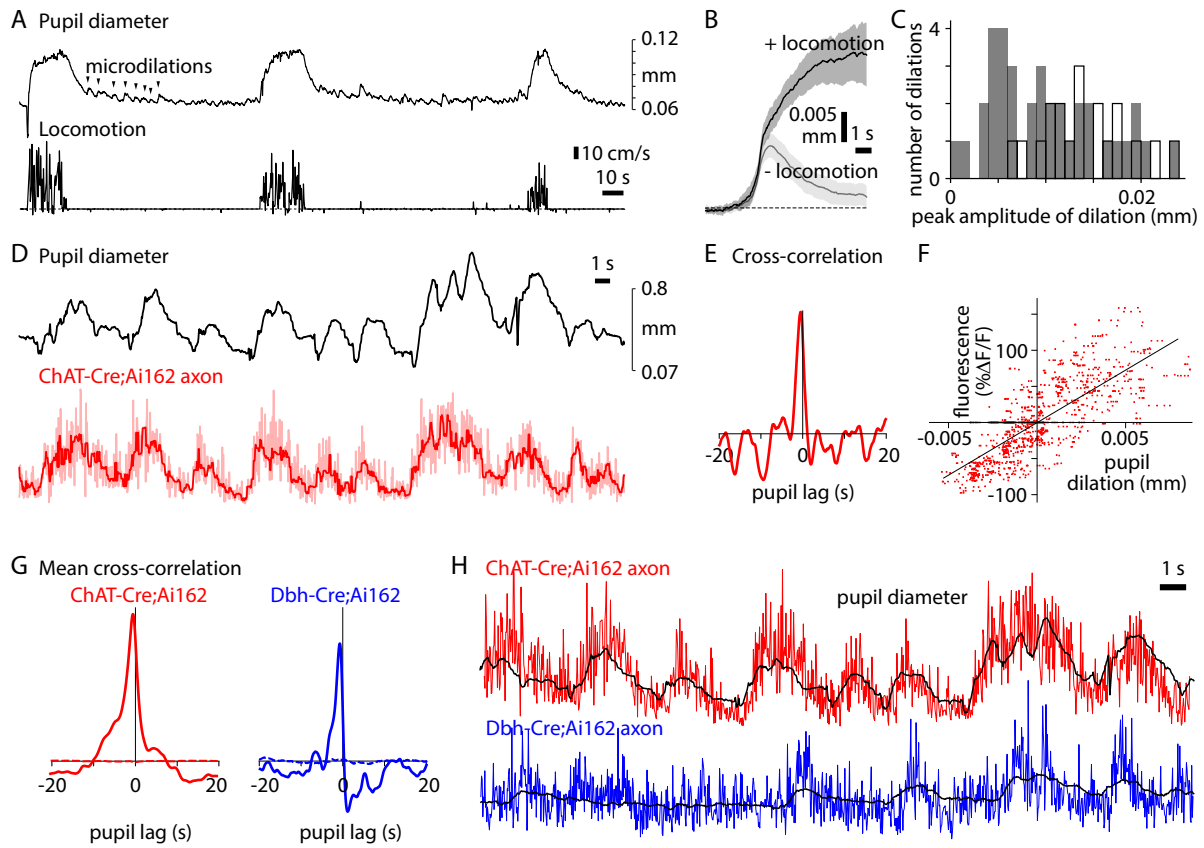 A Pupil diameter
microdilations
0.12
mm
0.06
Locomotion
10 cm/s
10 s
B
+ locomotion
0.005
mm
1 s
- locomotion
C
number of dilations
4
0
0
0.02
peak amplitude of dilation (mm)
D Pupil diameter
1 s
0.8
mm
0.07
ChAT-Cre;Ai162 axon
E Cross-correlation
-20
0
20
pupil lag (s)
F
fluorescence
(%ΔF/F)
100
-0.005
0.005
pupil
dilation (mm)
-100
G Mean cross-correlation
ChAT-Cre;Ai162
-20
0
20
pupil lag (s)
Dbh-Cre;Ai162
-20
0
20
pupil lag (s)
H
ChAT-Cre;Ai162 axon
1 s
pupil diameter
Dbh-Cre;Ai162 axon